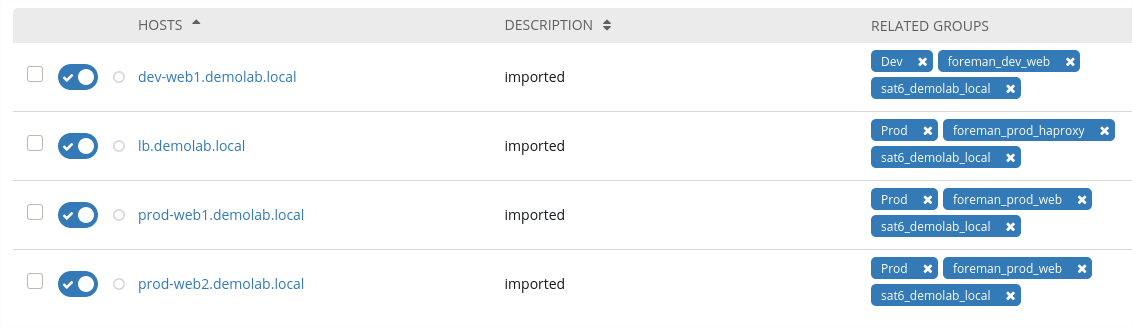 HOSTS DESCRIPTION RELATED GROUPS
dev-web1.demolab.local imported Dev foreman_dev_web
sat6_demolab_local
lb.demolab.local imported Prod foreman_prod_haproxy
sat6_demolab_local
prod-web1.demolab.local imported Prod foreman_prod_web
sat6_demolab_local
prod-web2.demolab.local imported Prod foreman_prod_web
sat6_demolab_local